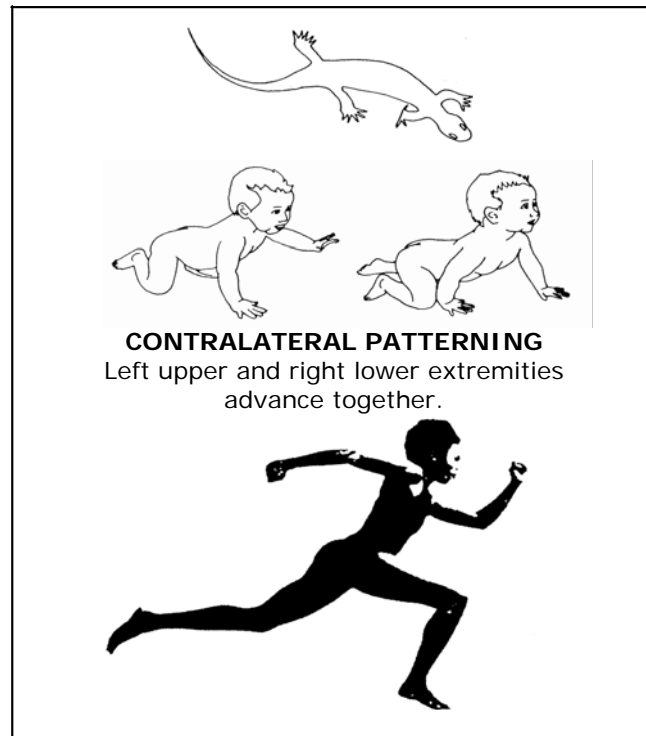 CONTRALATERAL PATTERNING
Left upper and right lower extremities
advance together.